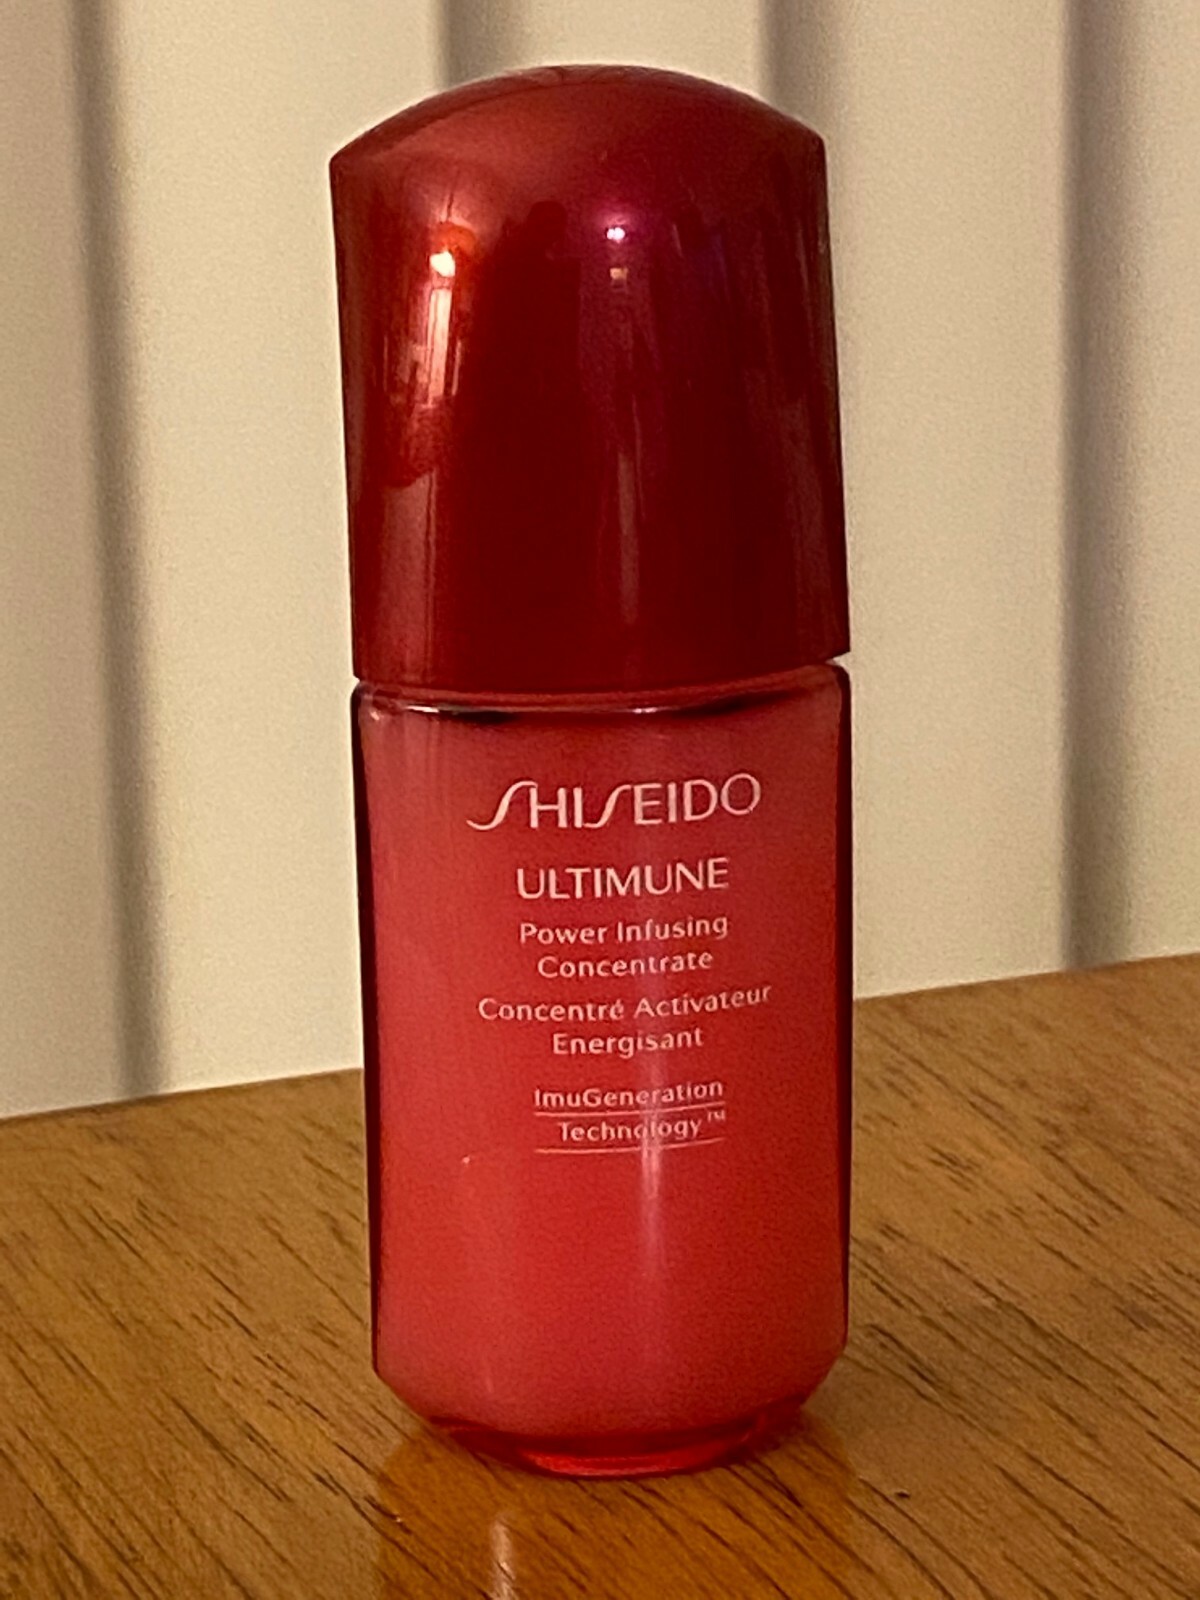 SHISEIDO
ULTIMUNE
Power Infusing
Concentrate
Concentré Activateur
Energisant
ImuGeneration
Technology™